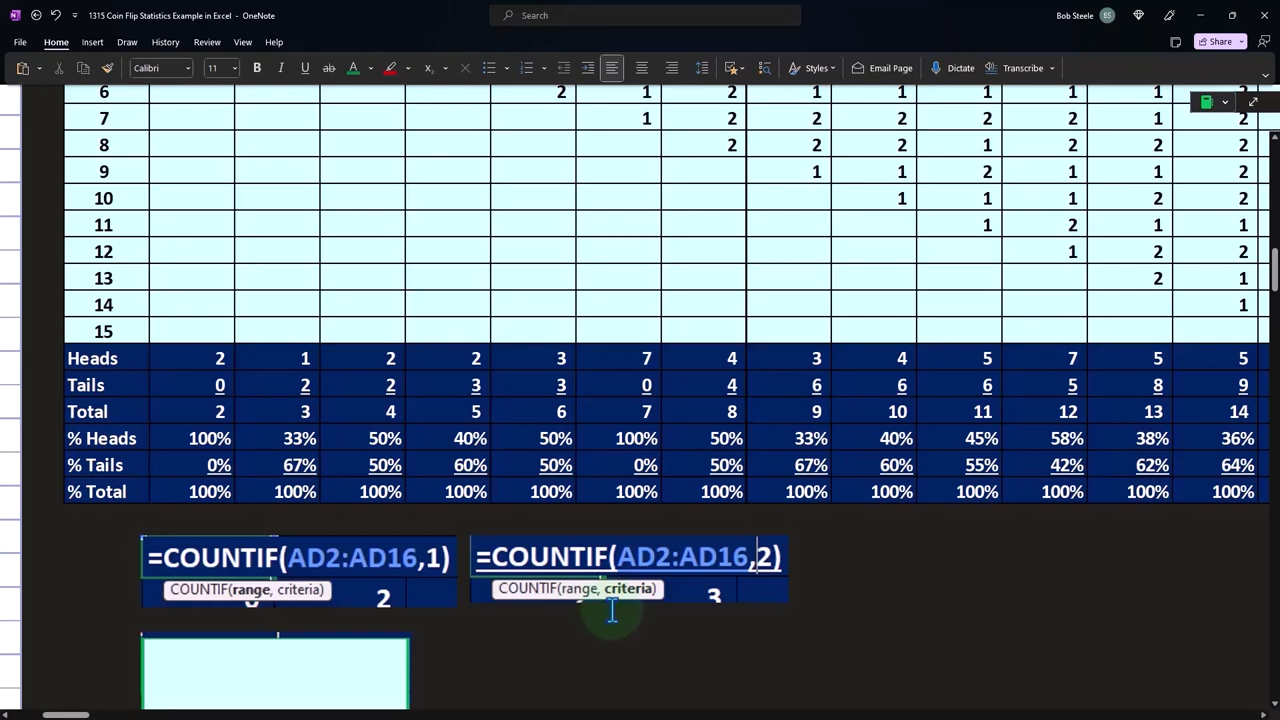 1315 Coin Flip Statistics Example in Excel - OneNote
Search
Bob Steele BS
File Home Insert Draw History Review View Help
Share
Calibri 11 B I U ab A Styles Email Page Dictate Transcribe
6 2 1 2 1 1 1 1 1 2
7 1 2 2 2 2 2 1 2
8 2 2 2 1 2 2 2
9 1 1 2 1 1 2
10 1 1 1 2 2
11 1 2 1 1
12 1 2 2
13 2 1
14 1
15
Heads 2 1 2 2 3 7 4 3 4 5 7 5 5
Tails 0 2 2 3 3 0 4 6 6 6 5 8 9
Total 2 3 4 5 6 7 8 9 10 11 12 13 14
% Heads 100% 33% 50% 40% 50% 100% 50% 33% 40% 45% 58% 38% 36%
% Tails 0% 67% 50% 60% 50% 0% 50% 67% 60% 55% 42% 62% 64%
% Total 100% 100% 100% 100% 100% 100% 100% 100% 100% 100% 100% 100% 100%
=COUNTIF(AD2:AD16,1) =COUNTIF(AD2:AD16,2)
COUNTIF(range, criteria) COUNTIF(range, criteria)
2 3